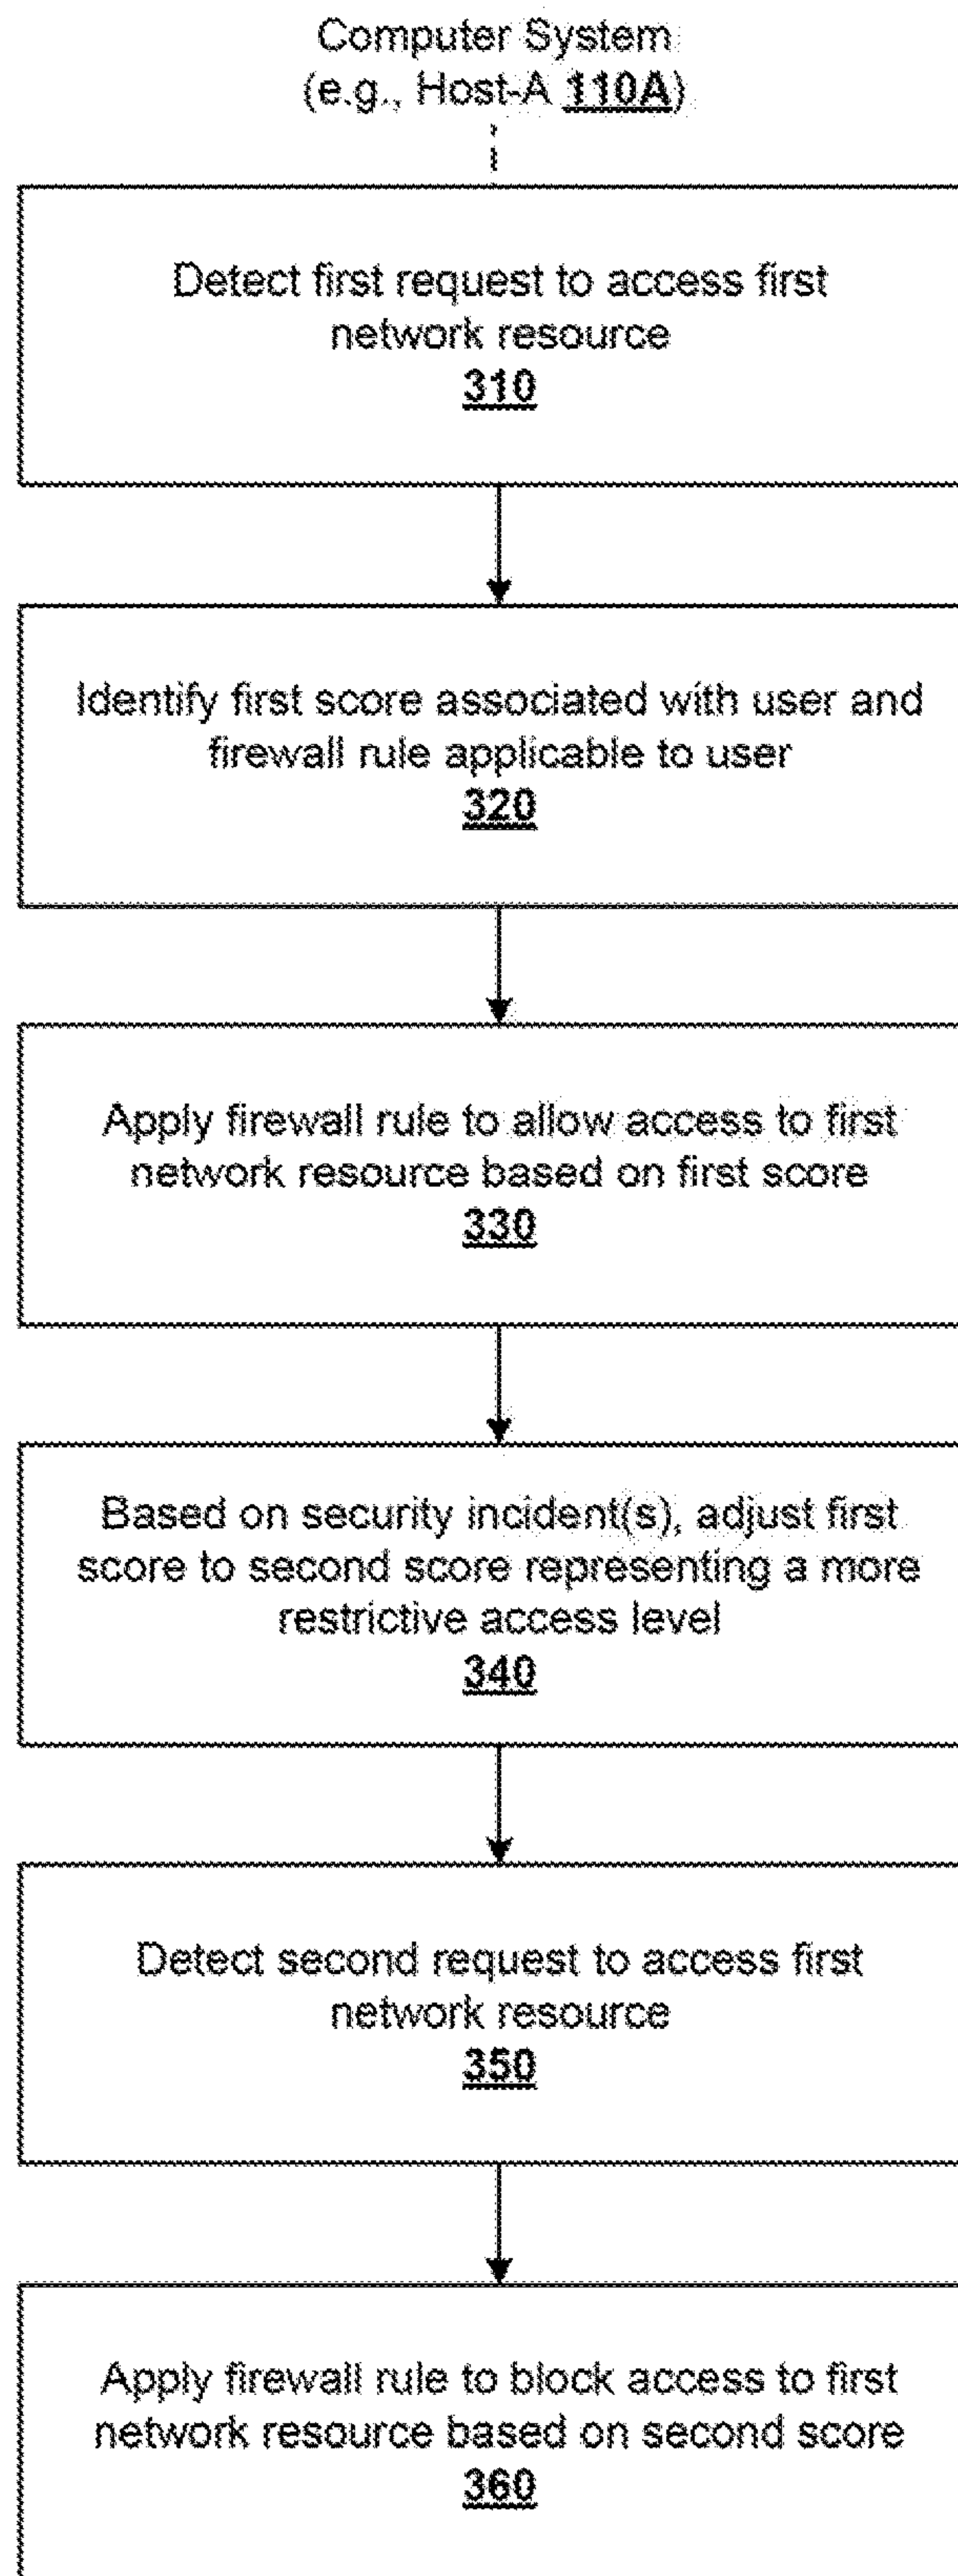 Computer System
(e.g., Host-A 110A)
Detect first request to access first
network resource
310
Identify first score associated with user and
firewall rule applicable to user
320
Apply firewall rule to allow access to first
network resource based on first score
330
Based on security incident(s), adjust first
score to second score representing a more
restrictive access level
340
Detect second request to access first
network resource
350
Apply firewall rule to block access to first
network resource based on second score
360